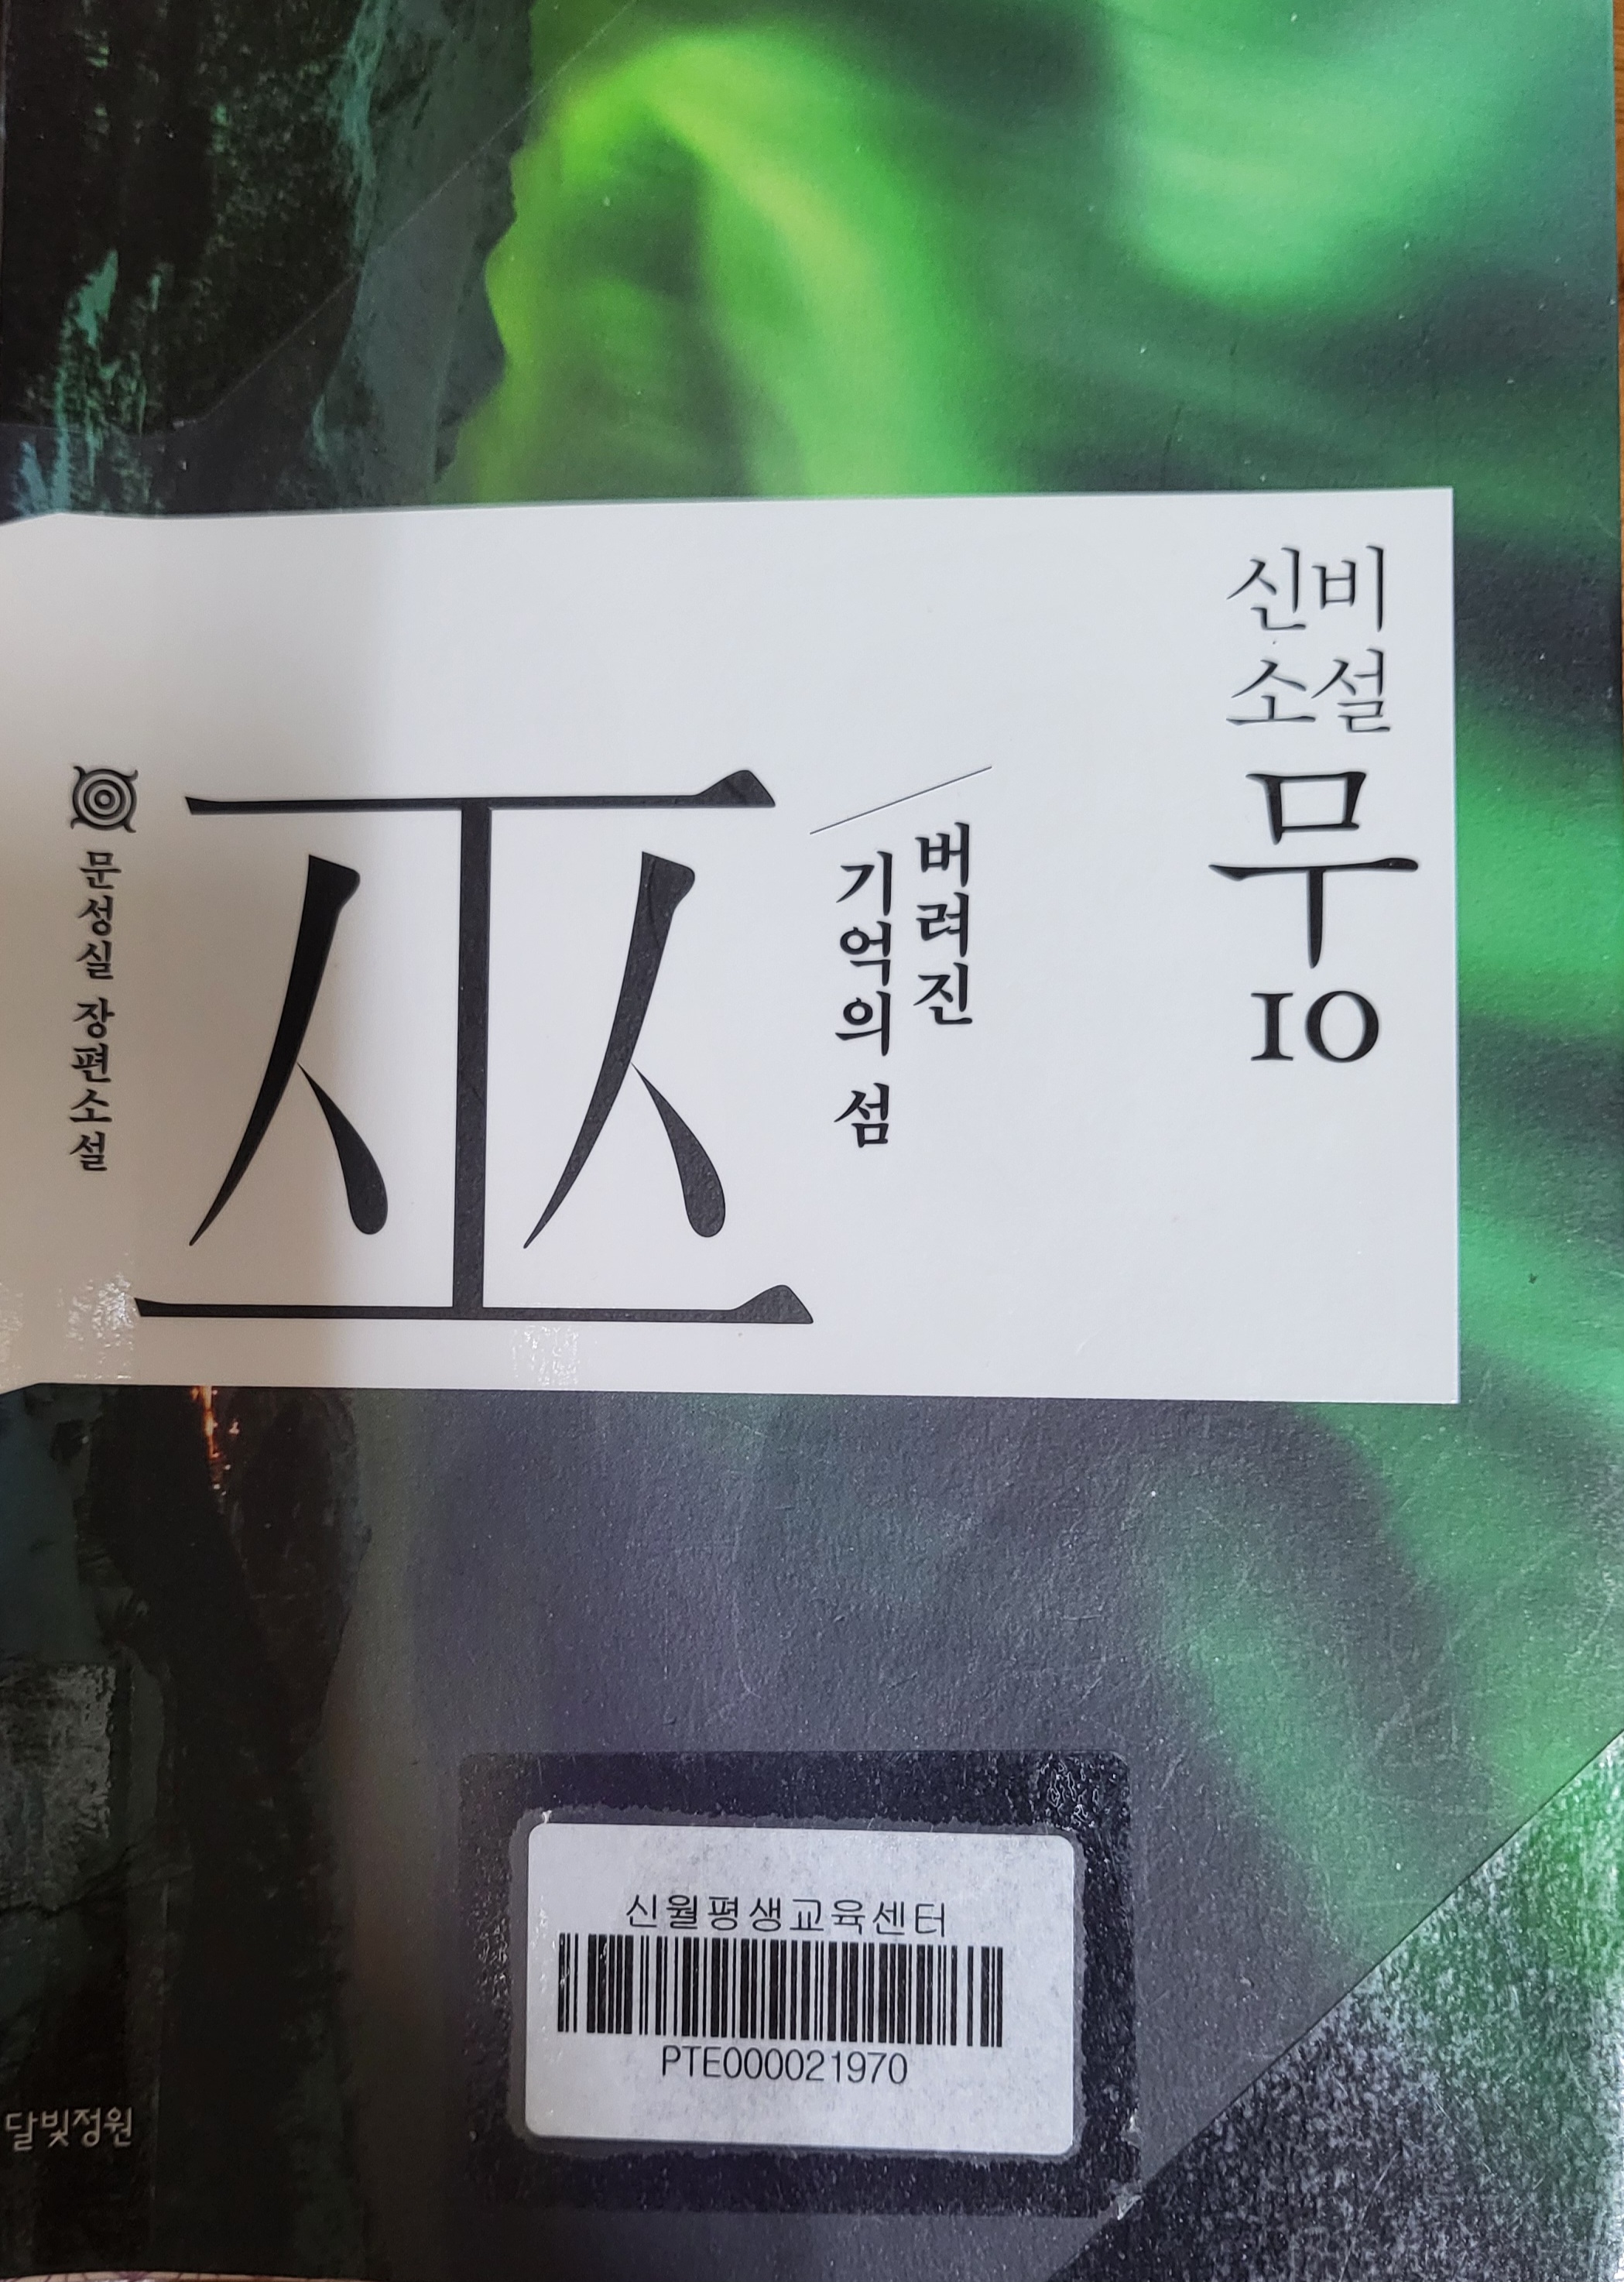 신비
소설
무
10
버려진
기억의 섬
巫
문성실 장편소설
신월평생교육센터
PTE000021970
달빛정원